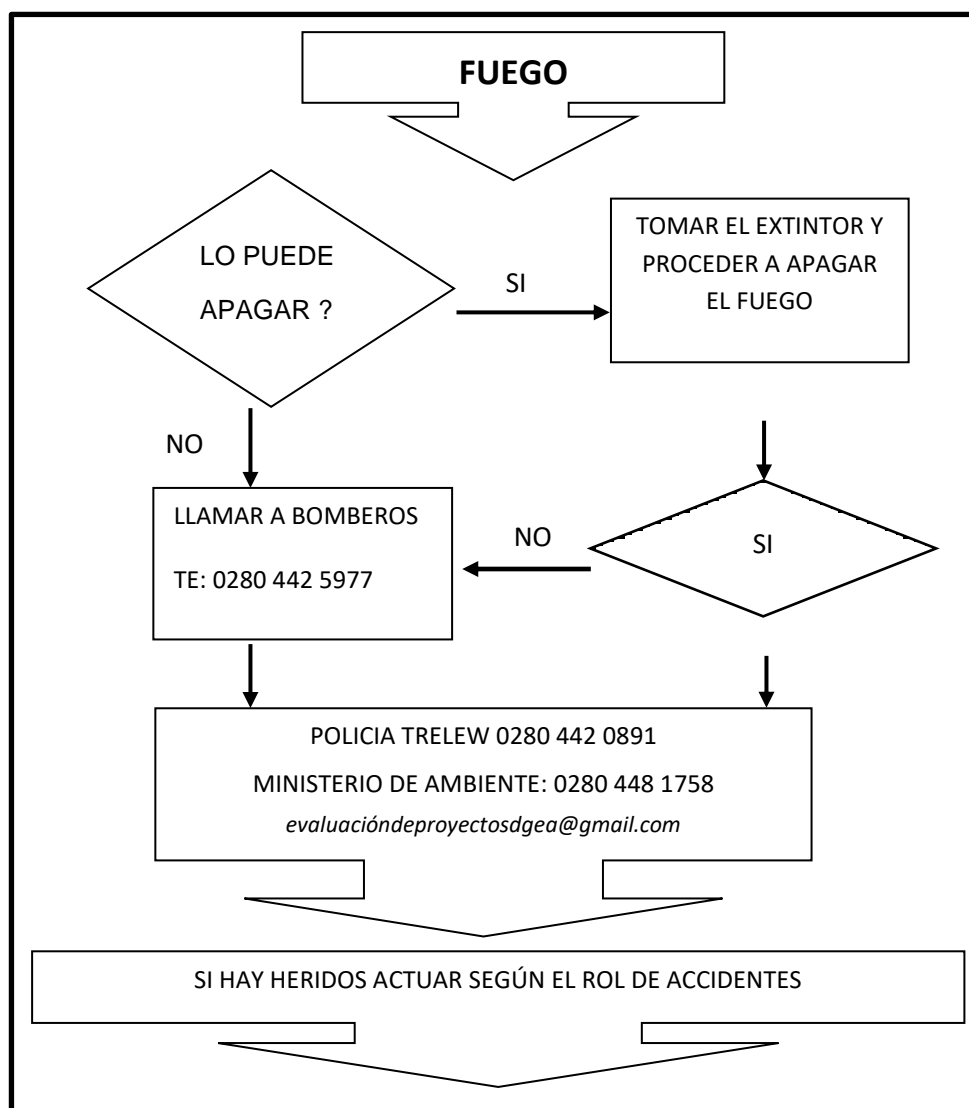 FUEGO
LO PUEDE
APAGAR ?
SI
TOMAR EL EXTINTOR Y
PROCEDER A APAGAR
EL FUEGO
NO
LLAMAR A BOMBEROS
TE: 0280 442 5977
NO
SI
POLICIA TRELEW 0280 442 0891
MINISTERIO DE AMBIENTE: 0280 448 1758
evaluacióndeproyectosdgea@gmail.com
SI HAY HERIDOS ACTUAR SEGÚN EL ROL DE ACCIDENTES